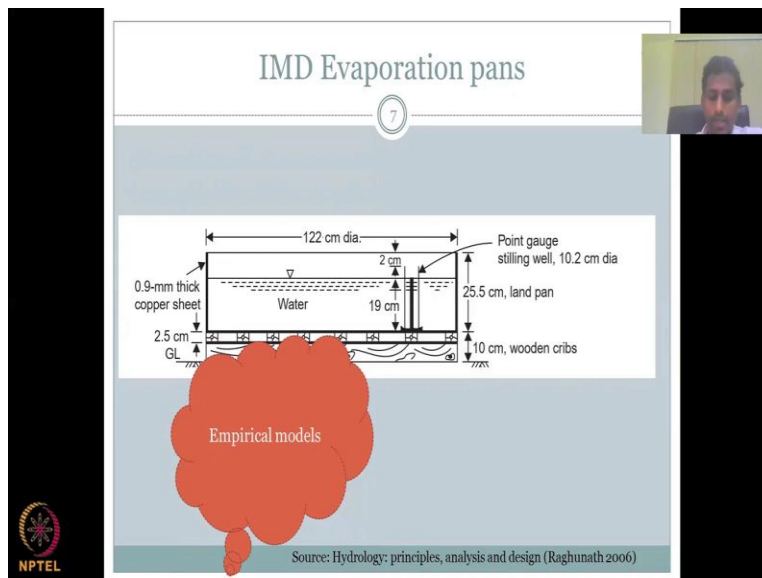 IMD Evaporation pans
7
122 cm dia.
2 cm
Point gauge
stilling well, 10.2 cm dia
0.9-mm thick
copper sheet
Water
19 cm
25.5 cm, land pan
2.5 cm
GL
10 cm, wooden cribs
Empirical models
Source: Hydrology: principles, analysis and design (Raghunath 2006)
NPTEL